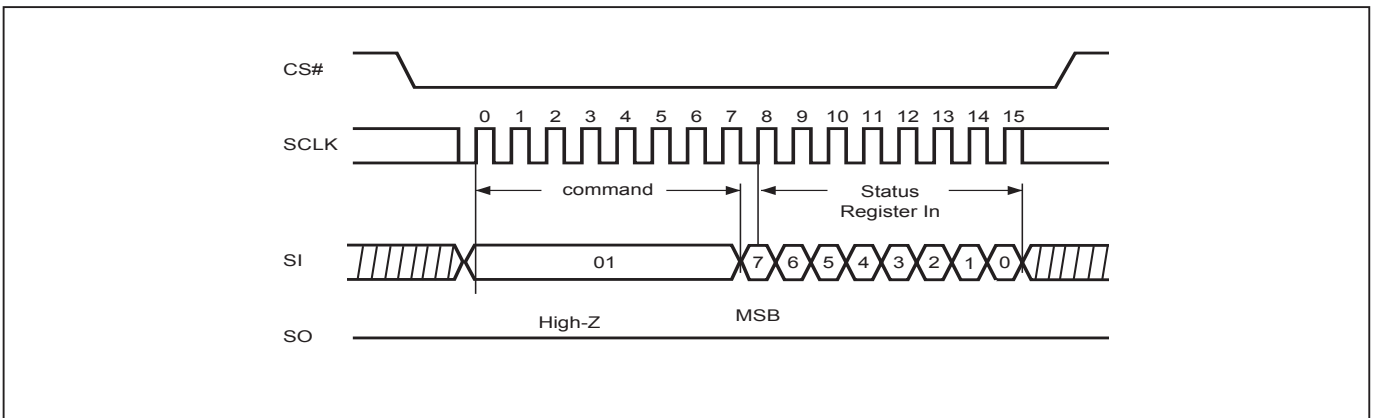 CS#
0 1 2 3 4 5 6 7 8 9 10 11 12 13 14 15
SCLK
command
Status
Register In
SI
01
7 6 5 4 3 2 1 0
High-Z
MSB
SO